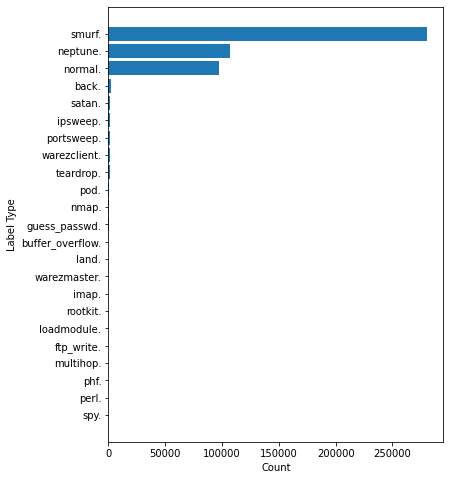 smurf.
neptune.
normal.
back.
satan.
ipsweep.
portsweep.
warezclient.
teardrop.
pod.
nmap.
guess_passwd.
buffer_overflow.
land.
warezmaster.
imap.
rootkit.
loadmodule.
ftp_write.
multihop.
phf.
perl.
spy.
Label Type
0 50000 100000 150000 200000 250000
Count